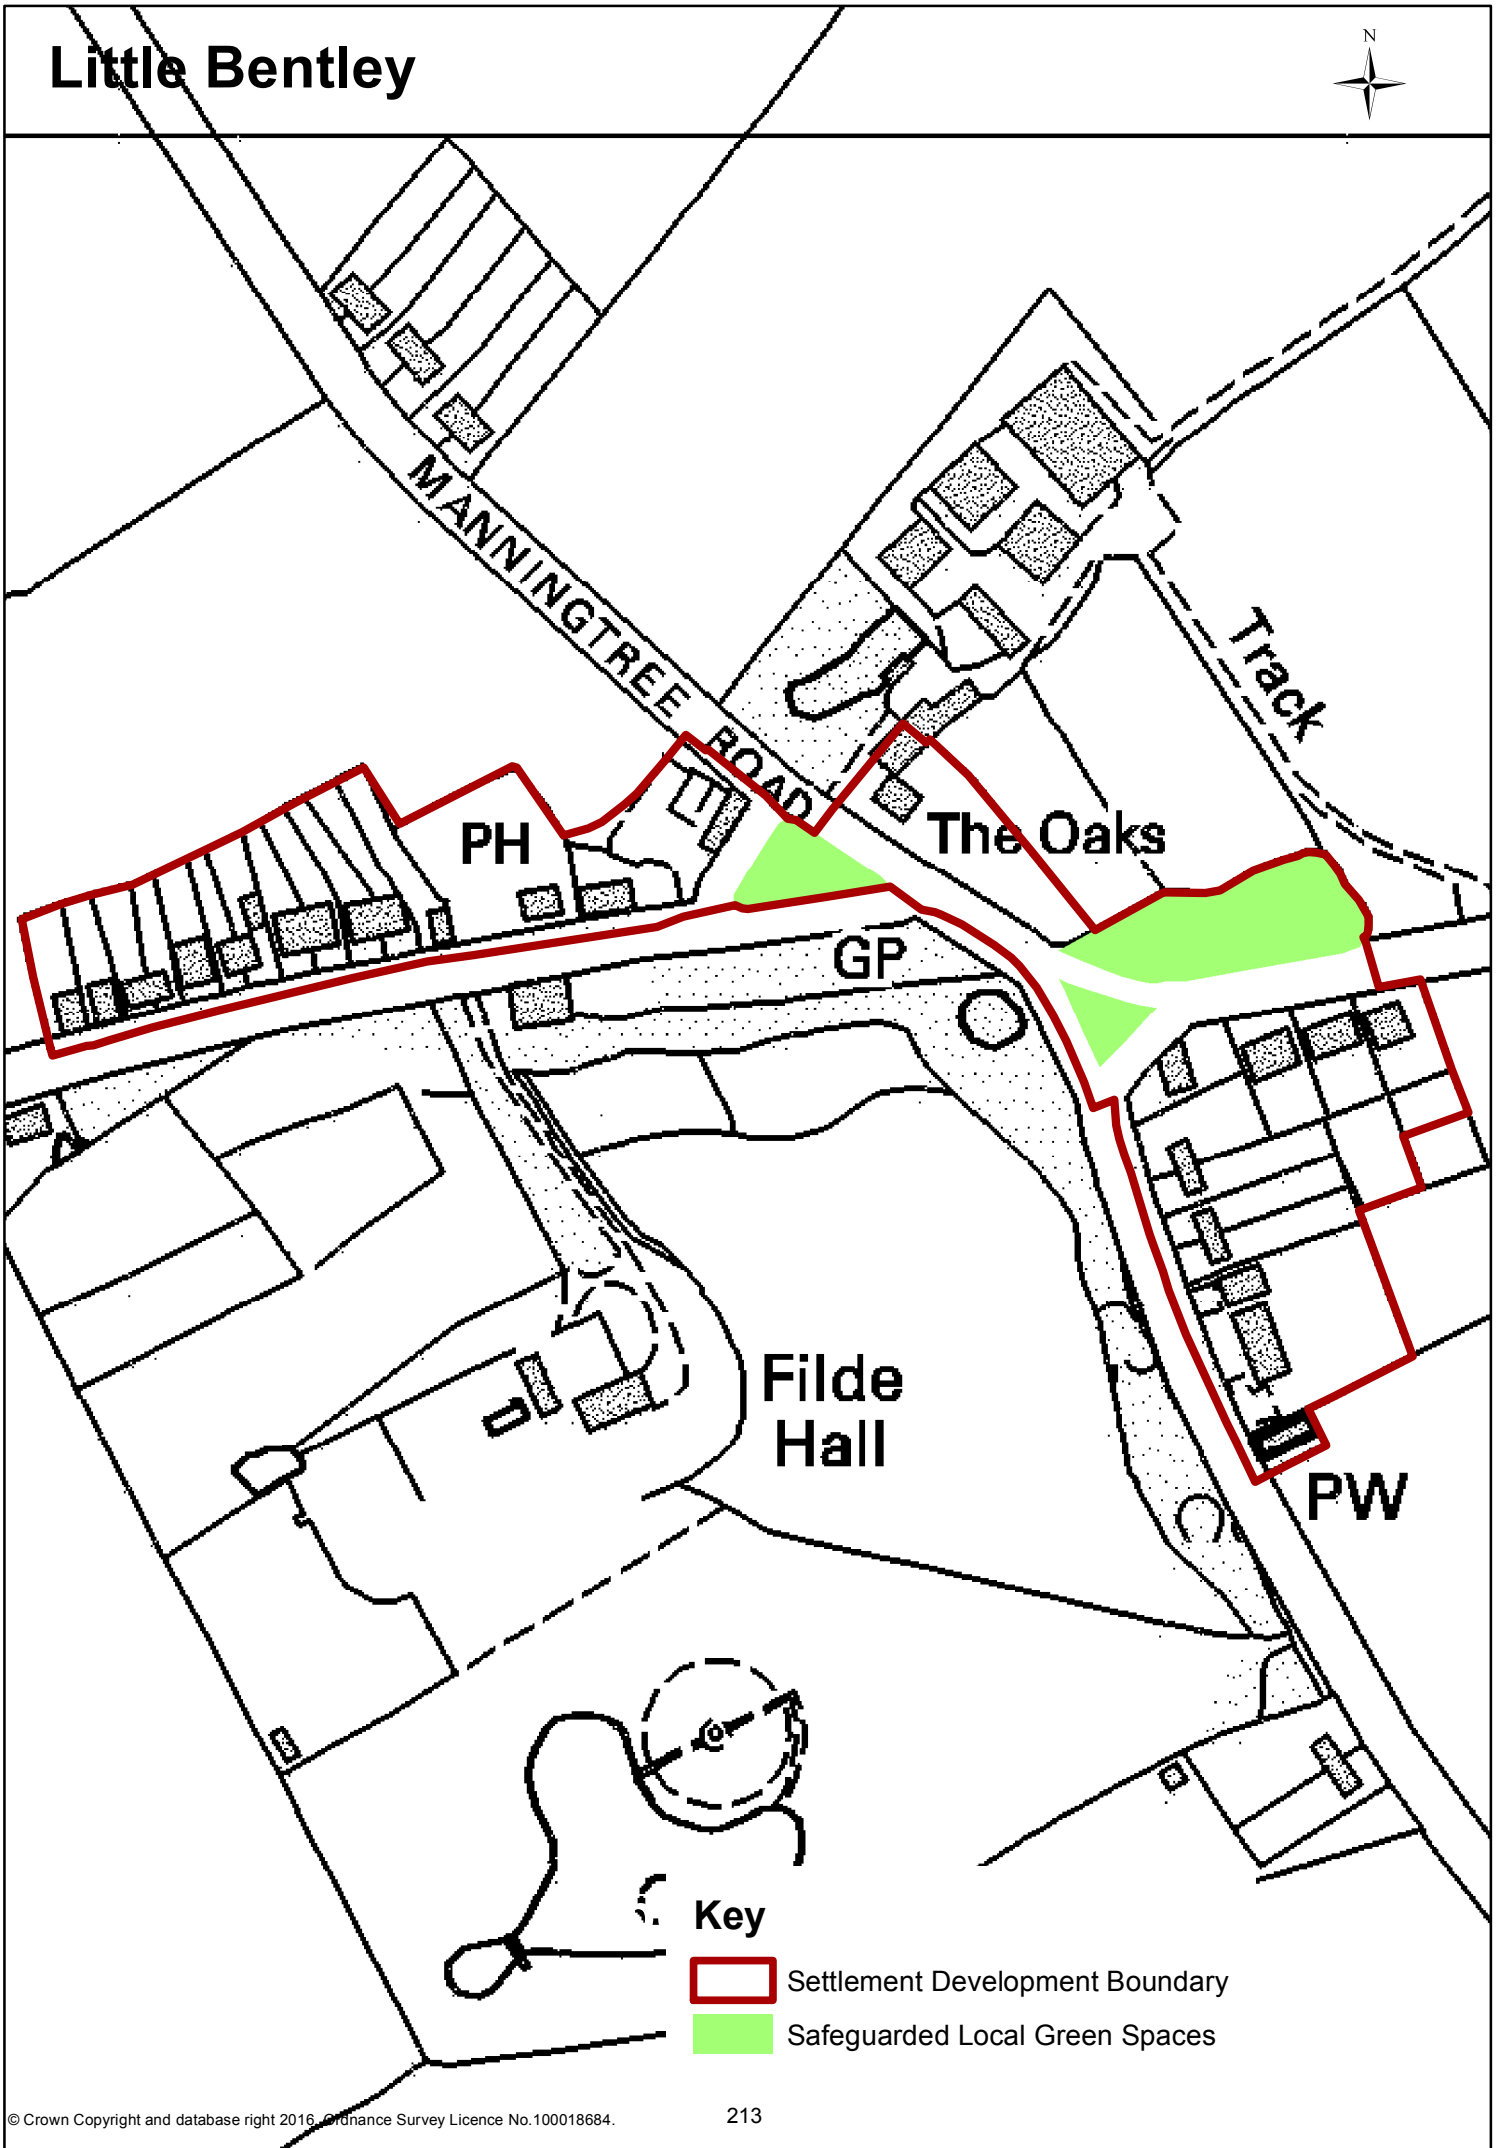 Little Bentley
N
MANNINGTREE ROAD
Track
PH
The Oaks
GP
Filde
Hall
PW
Key
Settlement Development Boundary
Safeguarded Local Green Spaces
© Crown Copyright and database right 2016. Ordnance Survey Licence No.100018684.
213